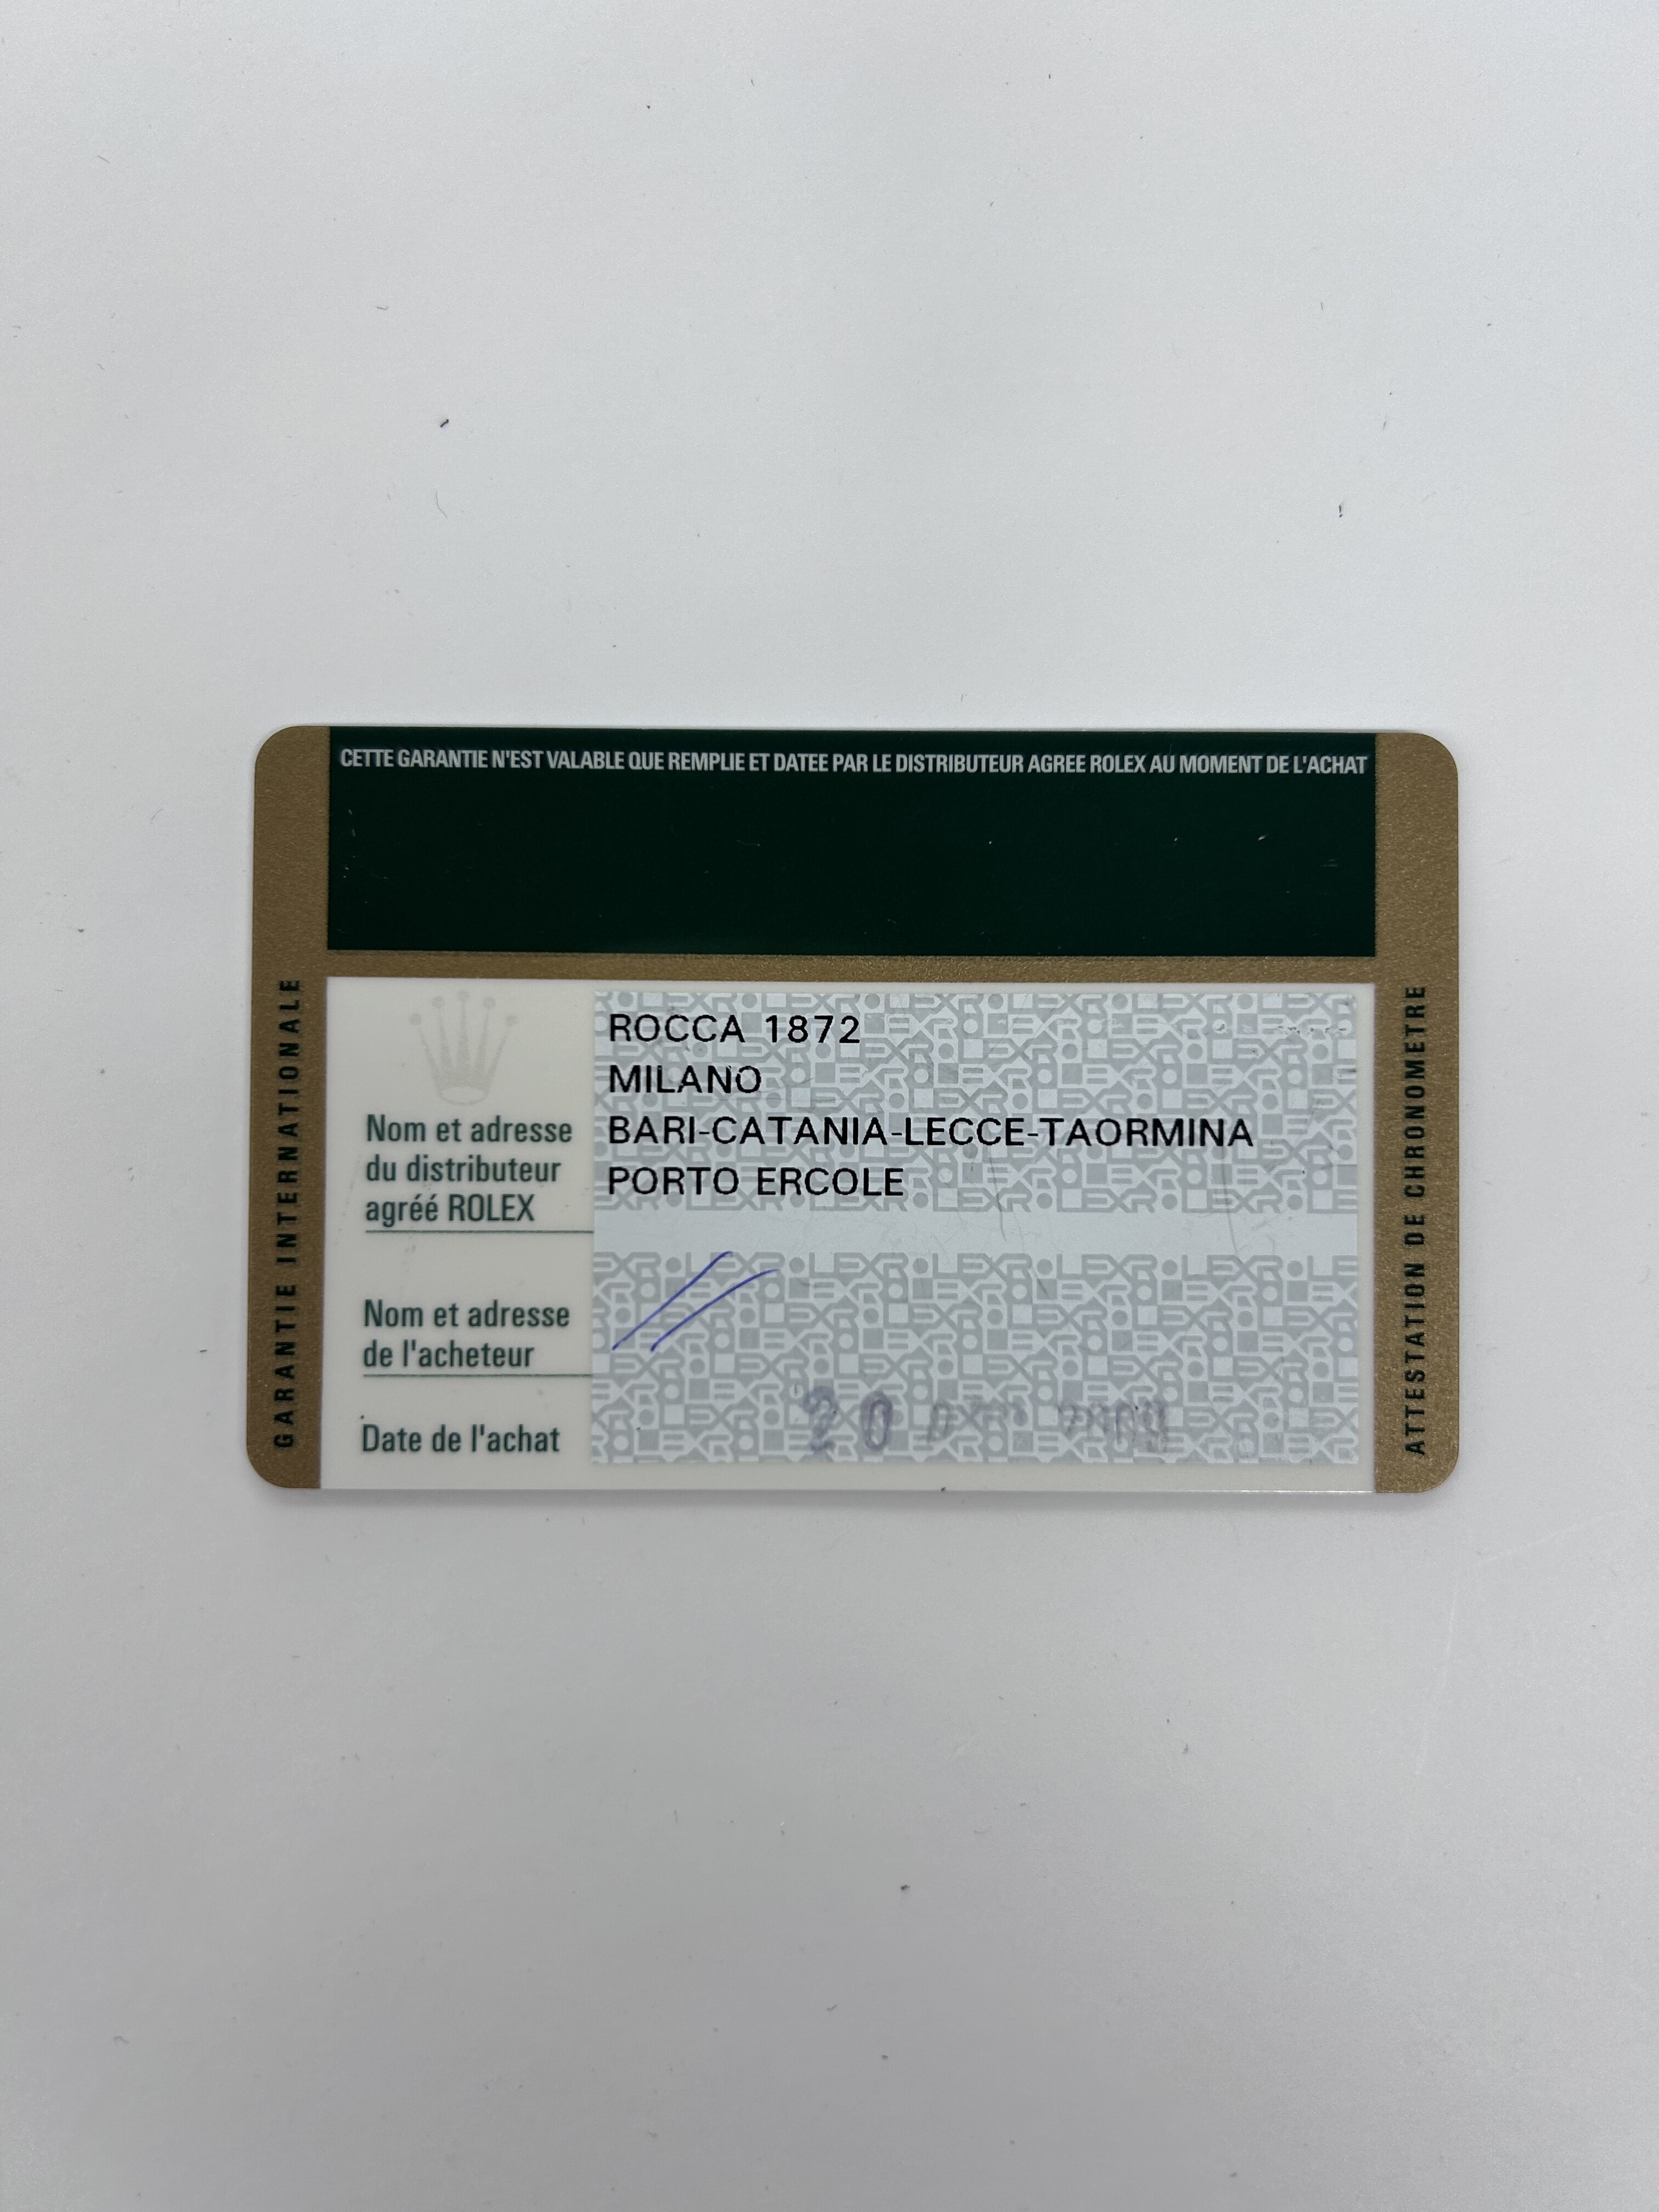 CETTE GARANTIE N'EST VALABLE QUE REMPLIE ET DATEE PAR LE DISTRIBUTEUR AGREE ROLEX AU MOMENT DE L'ACHAT
GARANTIE INTERNATIONALE
ROCCA 1872
MILANO
Nom et adresse BARI-CATANIA-LECCE-TAORMINA
du distributeur PORTO ERCOLE
agréé ROLEX
Nom et adresse
de l'acheteur
Date de l'achat 20
ATTESTATION DE CHRONOMETRE